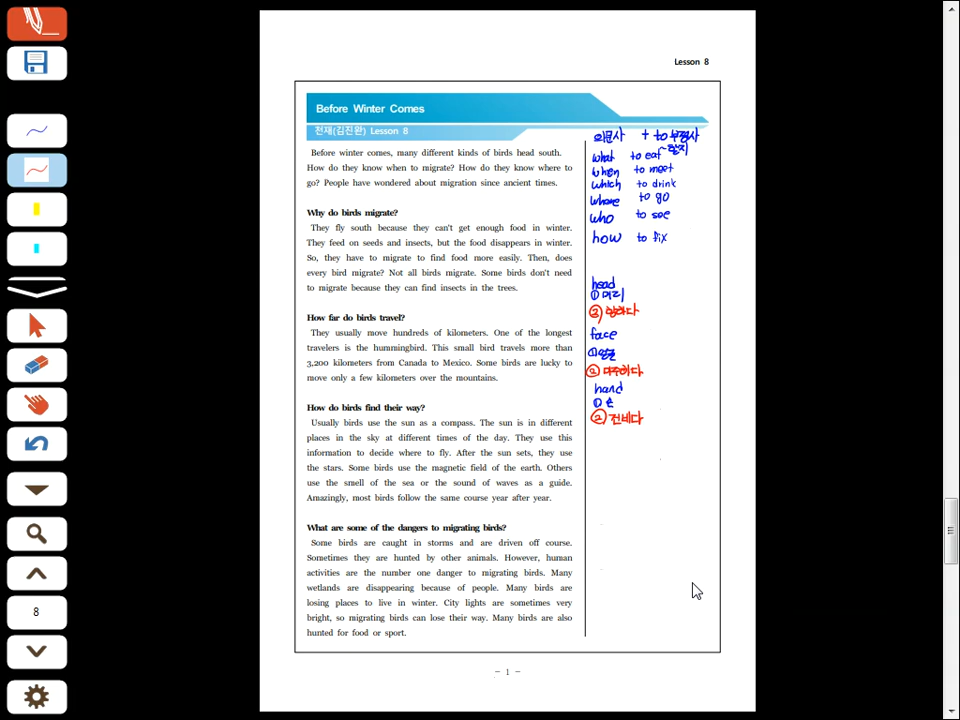 Lesson 8
Before Winter Comes
천재(김진완) Lesson 8
Before winter comes, many different kinds of birds head south.
How do they know when to migrate? How do they know where to
go? People have wondered about migration since ancient times.
Why do birds migrate?
They fly south because they can't get enough food in winter.
They feed on seeds and insects, but the food disappears in winter.
So, they have to migrate to find food more easily. Then, does
every bird migrate? Not all birds migrate. Some birds don't need
to migrate because they can find insects in the trees.
How far do birds travel?
They usually move hundreds of kilometers. One of the longest
travelers is the hummingbird. This small bird travels more than
3,200 kilometers from Canada to Mexico. Some birds are lucky to
move only a few kilometers over the mountains.
How do birds find their way?
Usually birds use the sun as a compass. The sun is in different
places in the sky at different times of the day. They use this
information to decide where to fly. After the sun sets, they use
the stars. Some birds use the magnetic field of the earth. Others
use the smell of the sea or the sound of waves as a guide.
Amazingly, most birds follow the same course year after year.
What are some of the dangers to migrating birds?
Some birds are caught in storms and are driven off course.
Sometimes they are hunted by other animals. However, human
activities are the number one danger to migrating birds. Many
wetlands are disappearing because of people. Many birds are
losing places to live in winter. City lights are sometimes very
bright, so migrating birds can lose their way. Many birds are also
hunted for food or sport.
의문사 + to 부정사
~할지
what to eat
when to meet
which to drink
where to go
who to see
how to fix
head
① 머리
② 향하다
face
① 얼굴
② 마주하다
hand
① 손
② 건네다
- 1 -
8